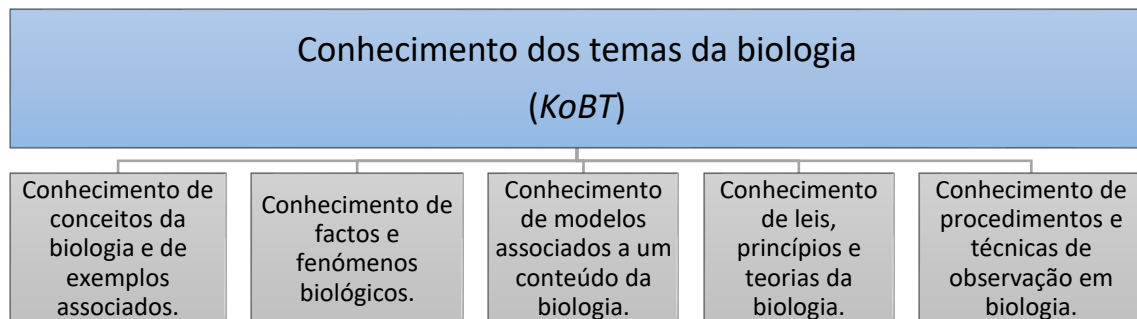 Conhecimento dos temas da biologia
(KoBT)
Conhecimento de
conceitos da
biologia e de
exemplos
associados.
Conhecimento de
factos e
fenómenos
biológicos.
Conhecimento
de modelos
associados a um
conteúdo da
biologia.
Conhecimento
de leis,
princípios e
teorias da
biologia.
Conhecimento de
procedimentos e
técnicas de
observação em
biologia.